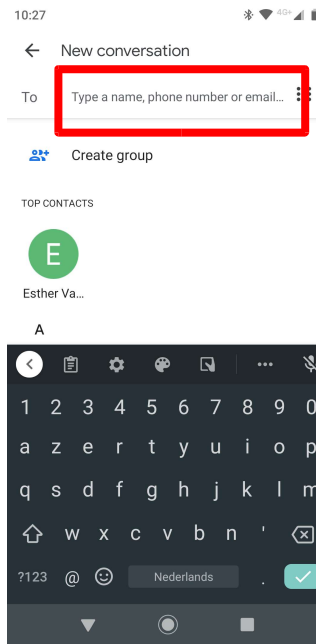 10:27
4G+
New conversation
To Type a name, phone number or email...
Create group
TOP CONTACTS
E
Esther Va...
A
1 2 3 4 5 6 7 8 9 0
a z e r t y u i o p
q s d f g h j k l m
w x c v b n '
?123 @ Nederlands .